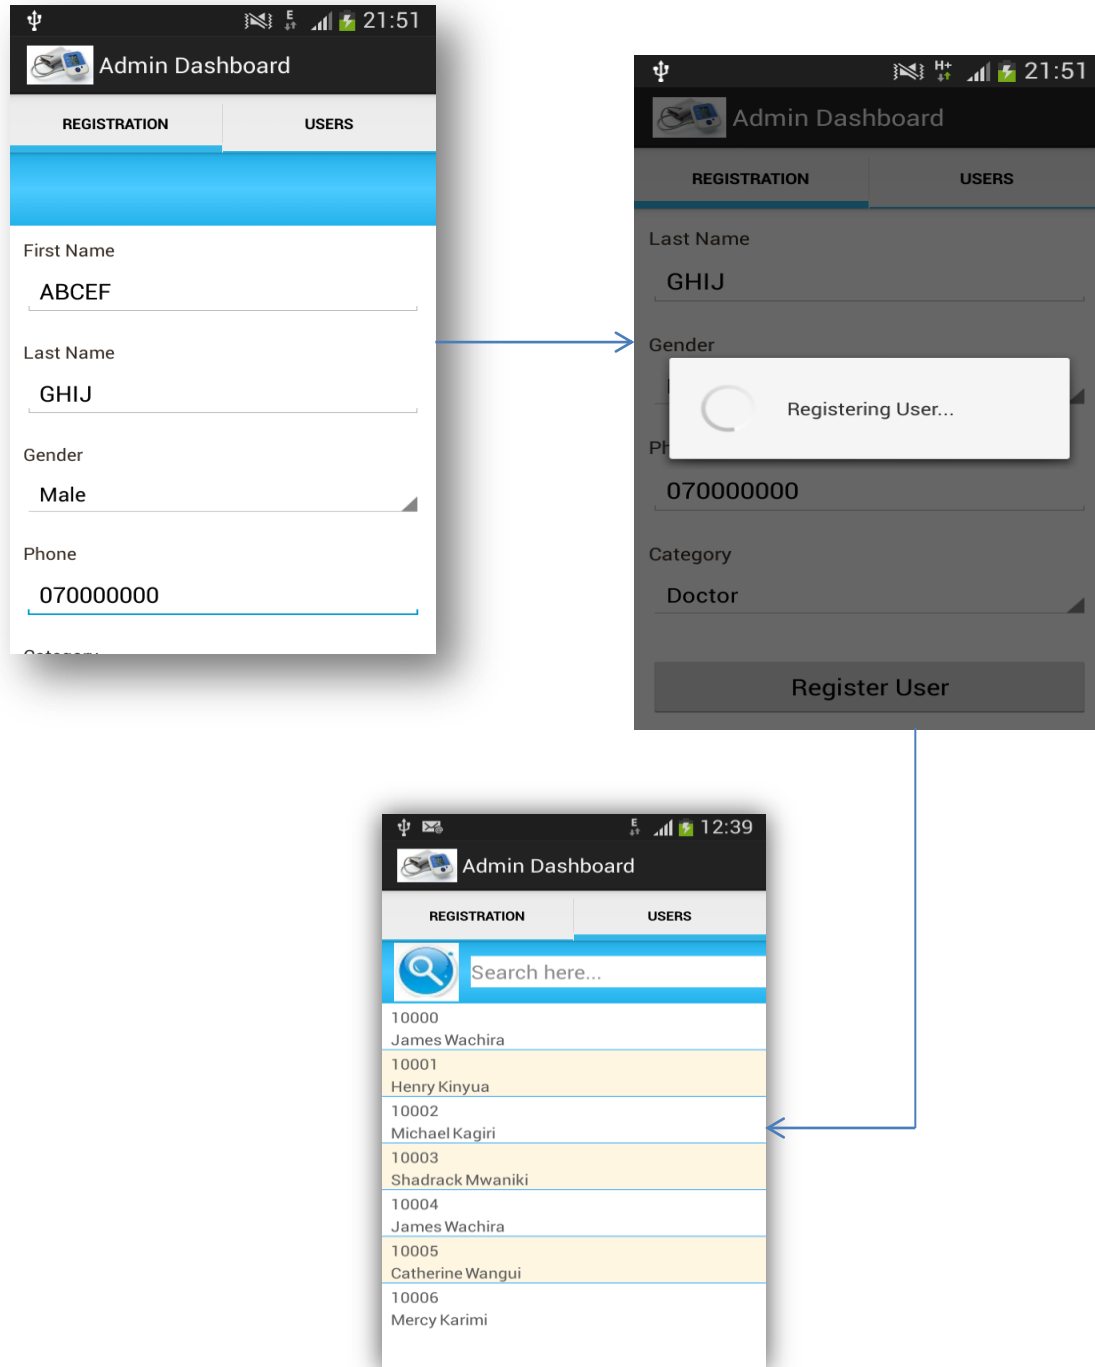 E
21:51
Admin Dashboard
REGISTRATION USERS
First Name
ABCEF
Last Name
GHIJ
Gender
Male
Phone
070000000
Category
H+
21:51
Admin Dashboard
REGISTRATION USERS
Last Name
GHIJ
Gender
Registering User...
Ph
070000000
Category
Doctor
Register User
E
12:39
Admin Dashboard
REGISTRATION USERS
Search here...
10000
James Wachira
10001
Henry Kinyua
10002
Michael Kagiri
10003
Shadrack Mwaniki
10004
James Wachira
10005
Catherine Wangui
10006
Mercy Karimi